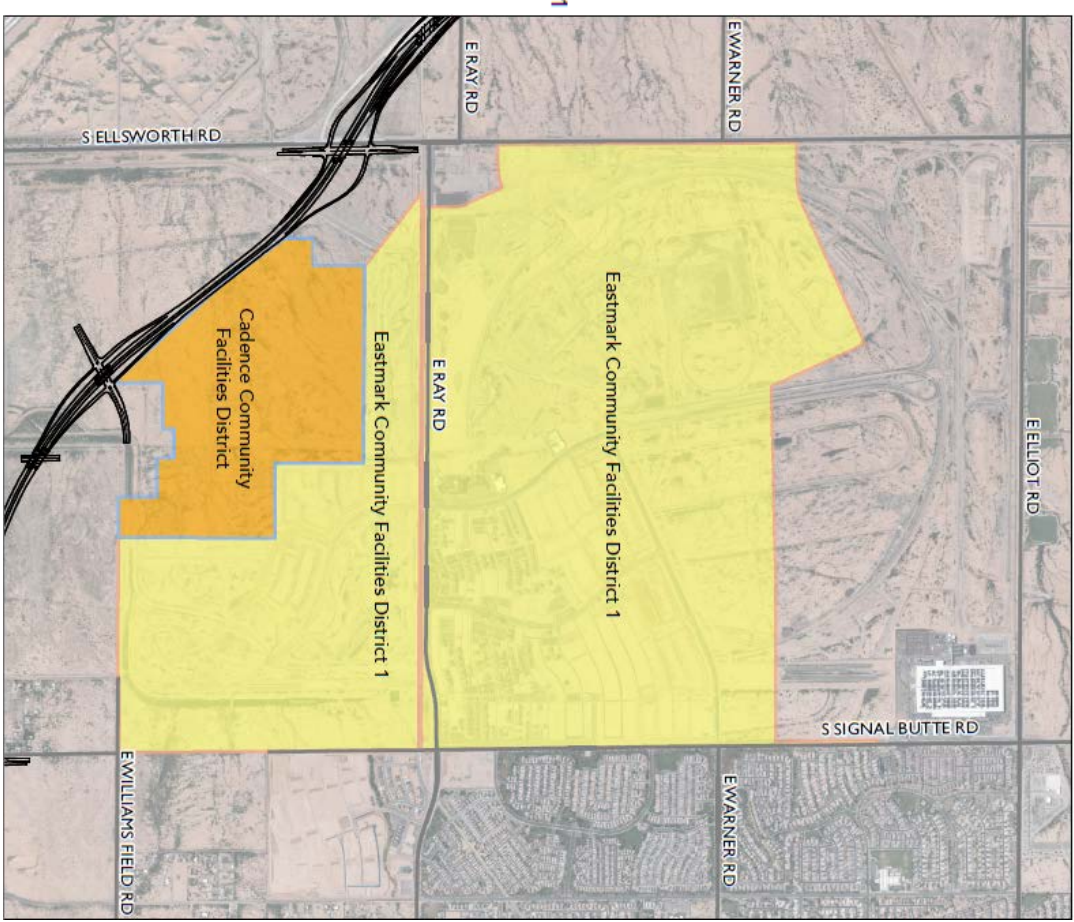 1
E RAY RD
E WARNER RD
S ELLSWORTH RD
E ELLIOT RD
Eastmark Community Facilities District 1
Cadence Community
Facilities District
Eastmark Community Facilities District 1
E RAY RD
S SIGNAL BUTTE RD
E WILLIAMS FIELD RD
E WARNER RD